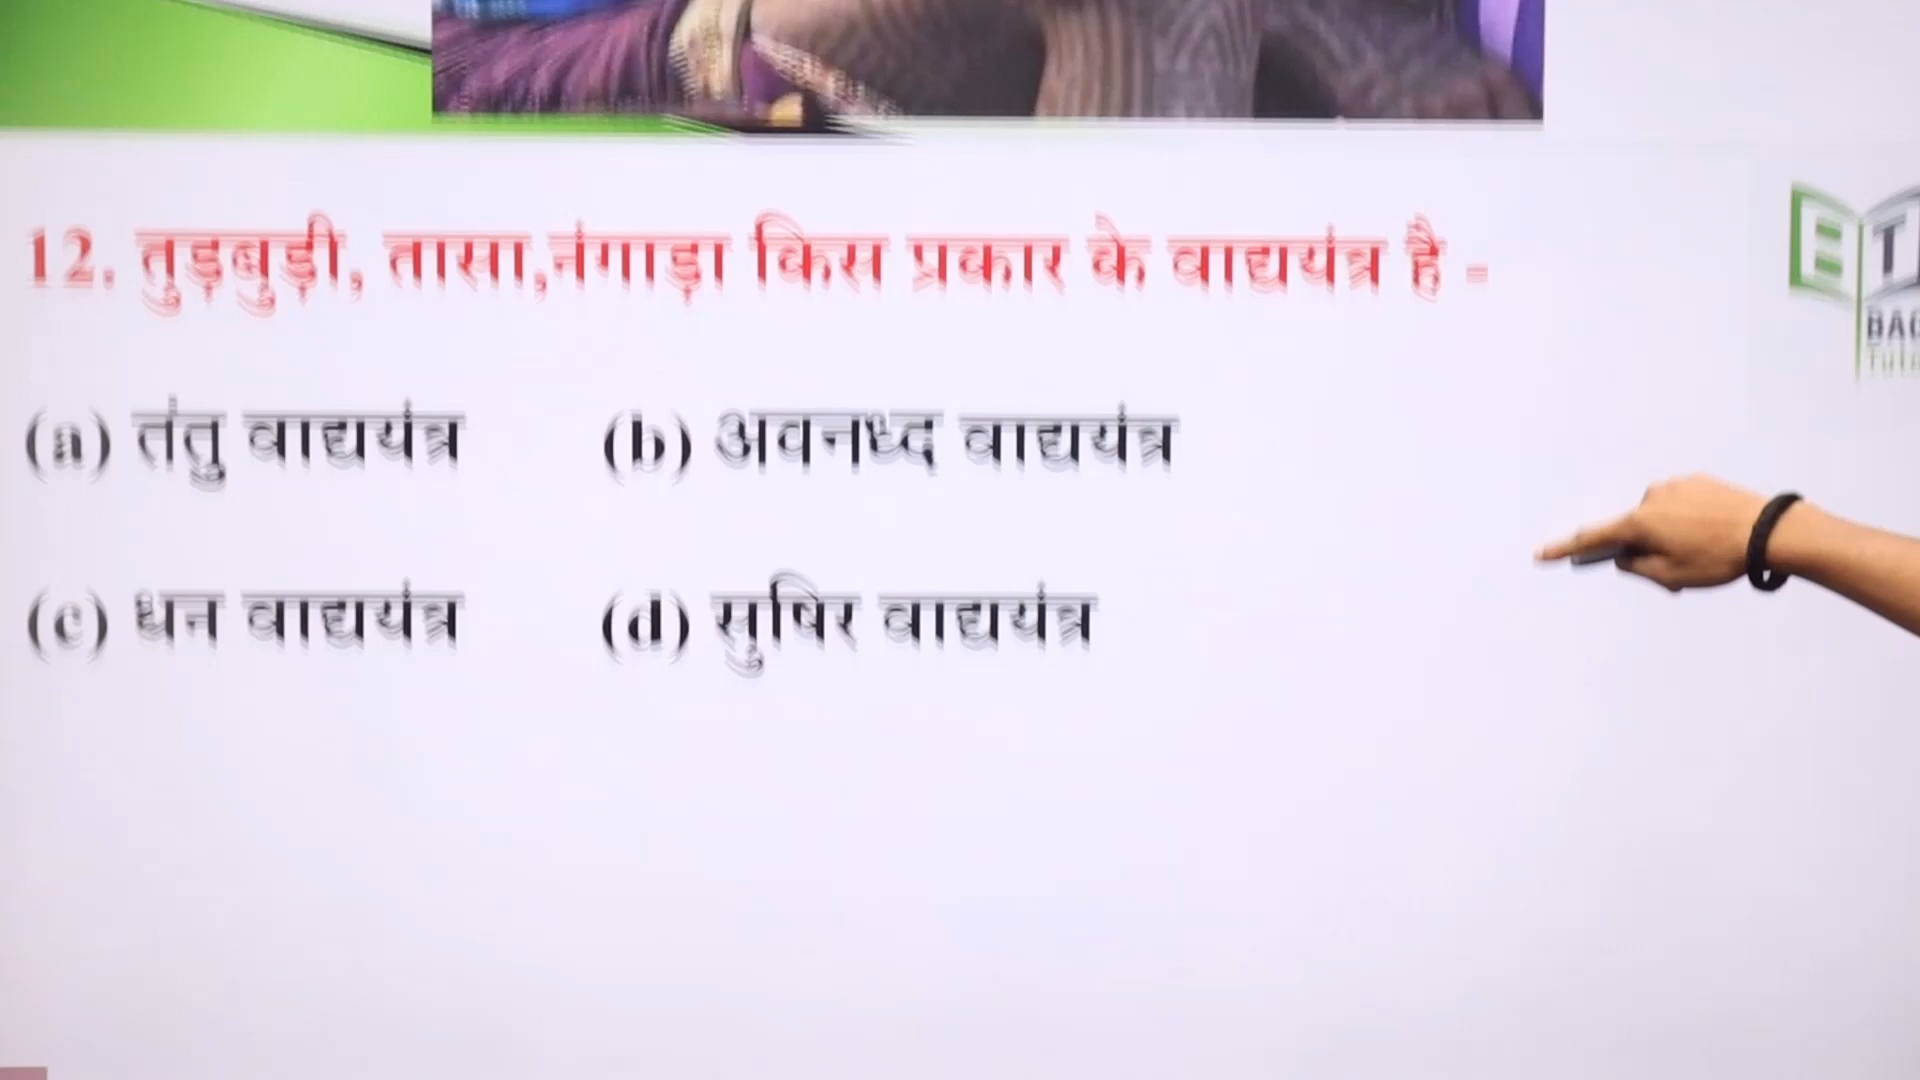 12. तुड़बुड़ी, तासा,नंगाड़ा किस प्रकार के वाद्ययंत्र है -
(a) तंतु वाद्ययंत्र (b) अवनध्द वाद्ययंत्र
(c) धन वाद्ययंत्र (d) सुषिर वाद्ययंत्र